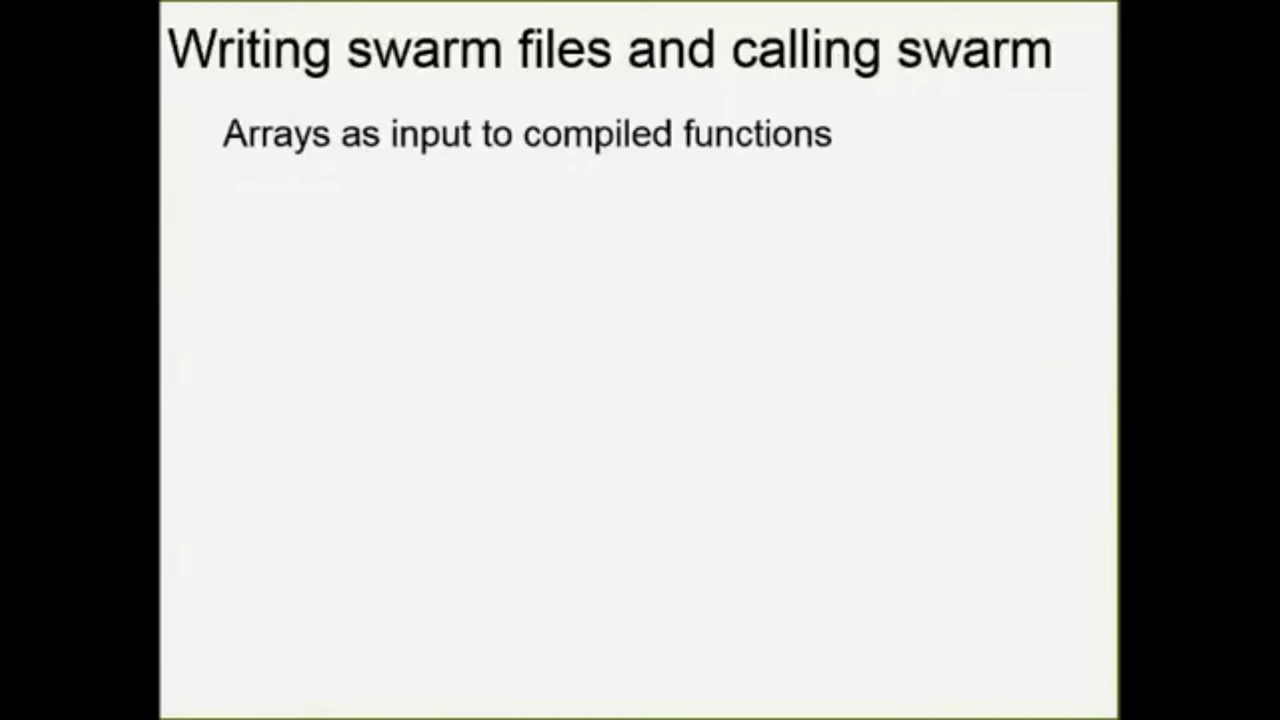 Writing swarm files and calling swarm
Arrays as input to compiled functions